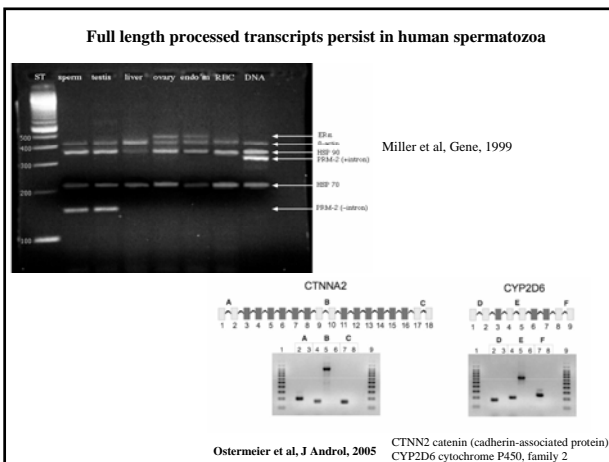 Full length processed transcripts persist in human spermatozoa
ST sperm testis liver ovary endo'm RBC DNA
500
400
300
200
100
ERα
β-actin
HSP 90
PRM-2 (+intron)
HSP 70
PRM-2 (-intron)
Miller et al, Gene, 1999
CTNNA2
A B C
1 2 3 4 5 6 7 8 9 10 11 12 13 14 15 16 17 18
A B C
1 2 3 4 5 6 7 8 9
CYP2D6
D E F
1 2 3 4 5 6 7 8 9
D E F
1 2 3 4 5 6 7 8 9
Ostermeier et al, J Androl, 2005
CTNN2 catenin (cadherin-associated protein)
CYP2D6 cytochrome P450, family 2